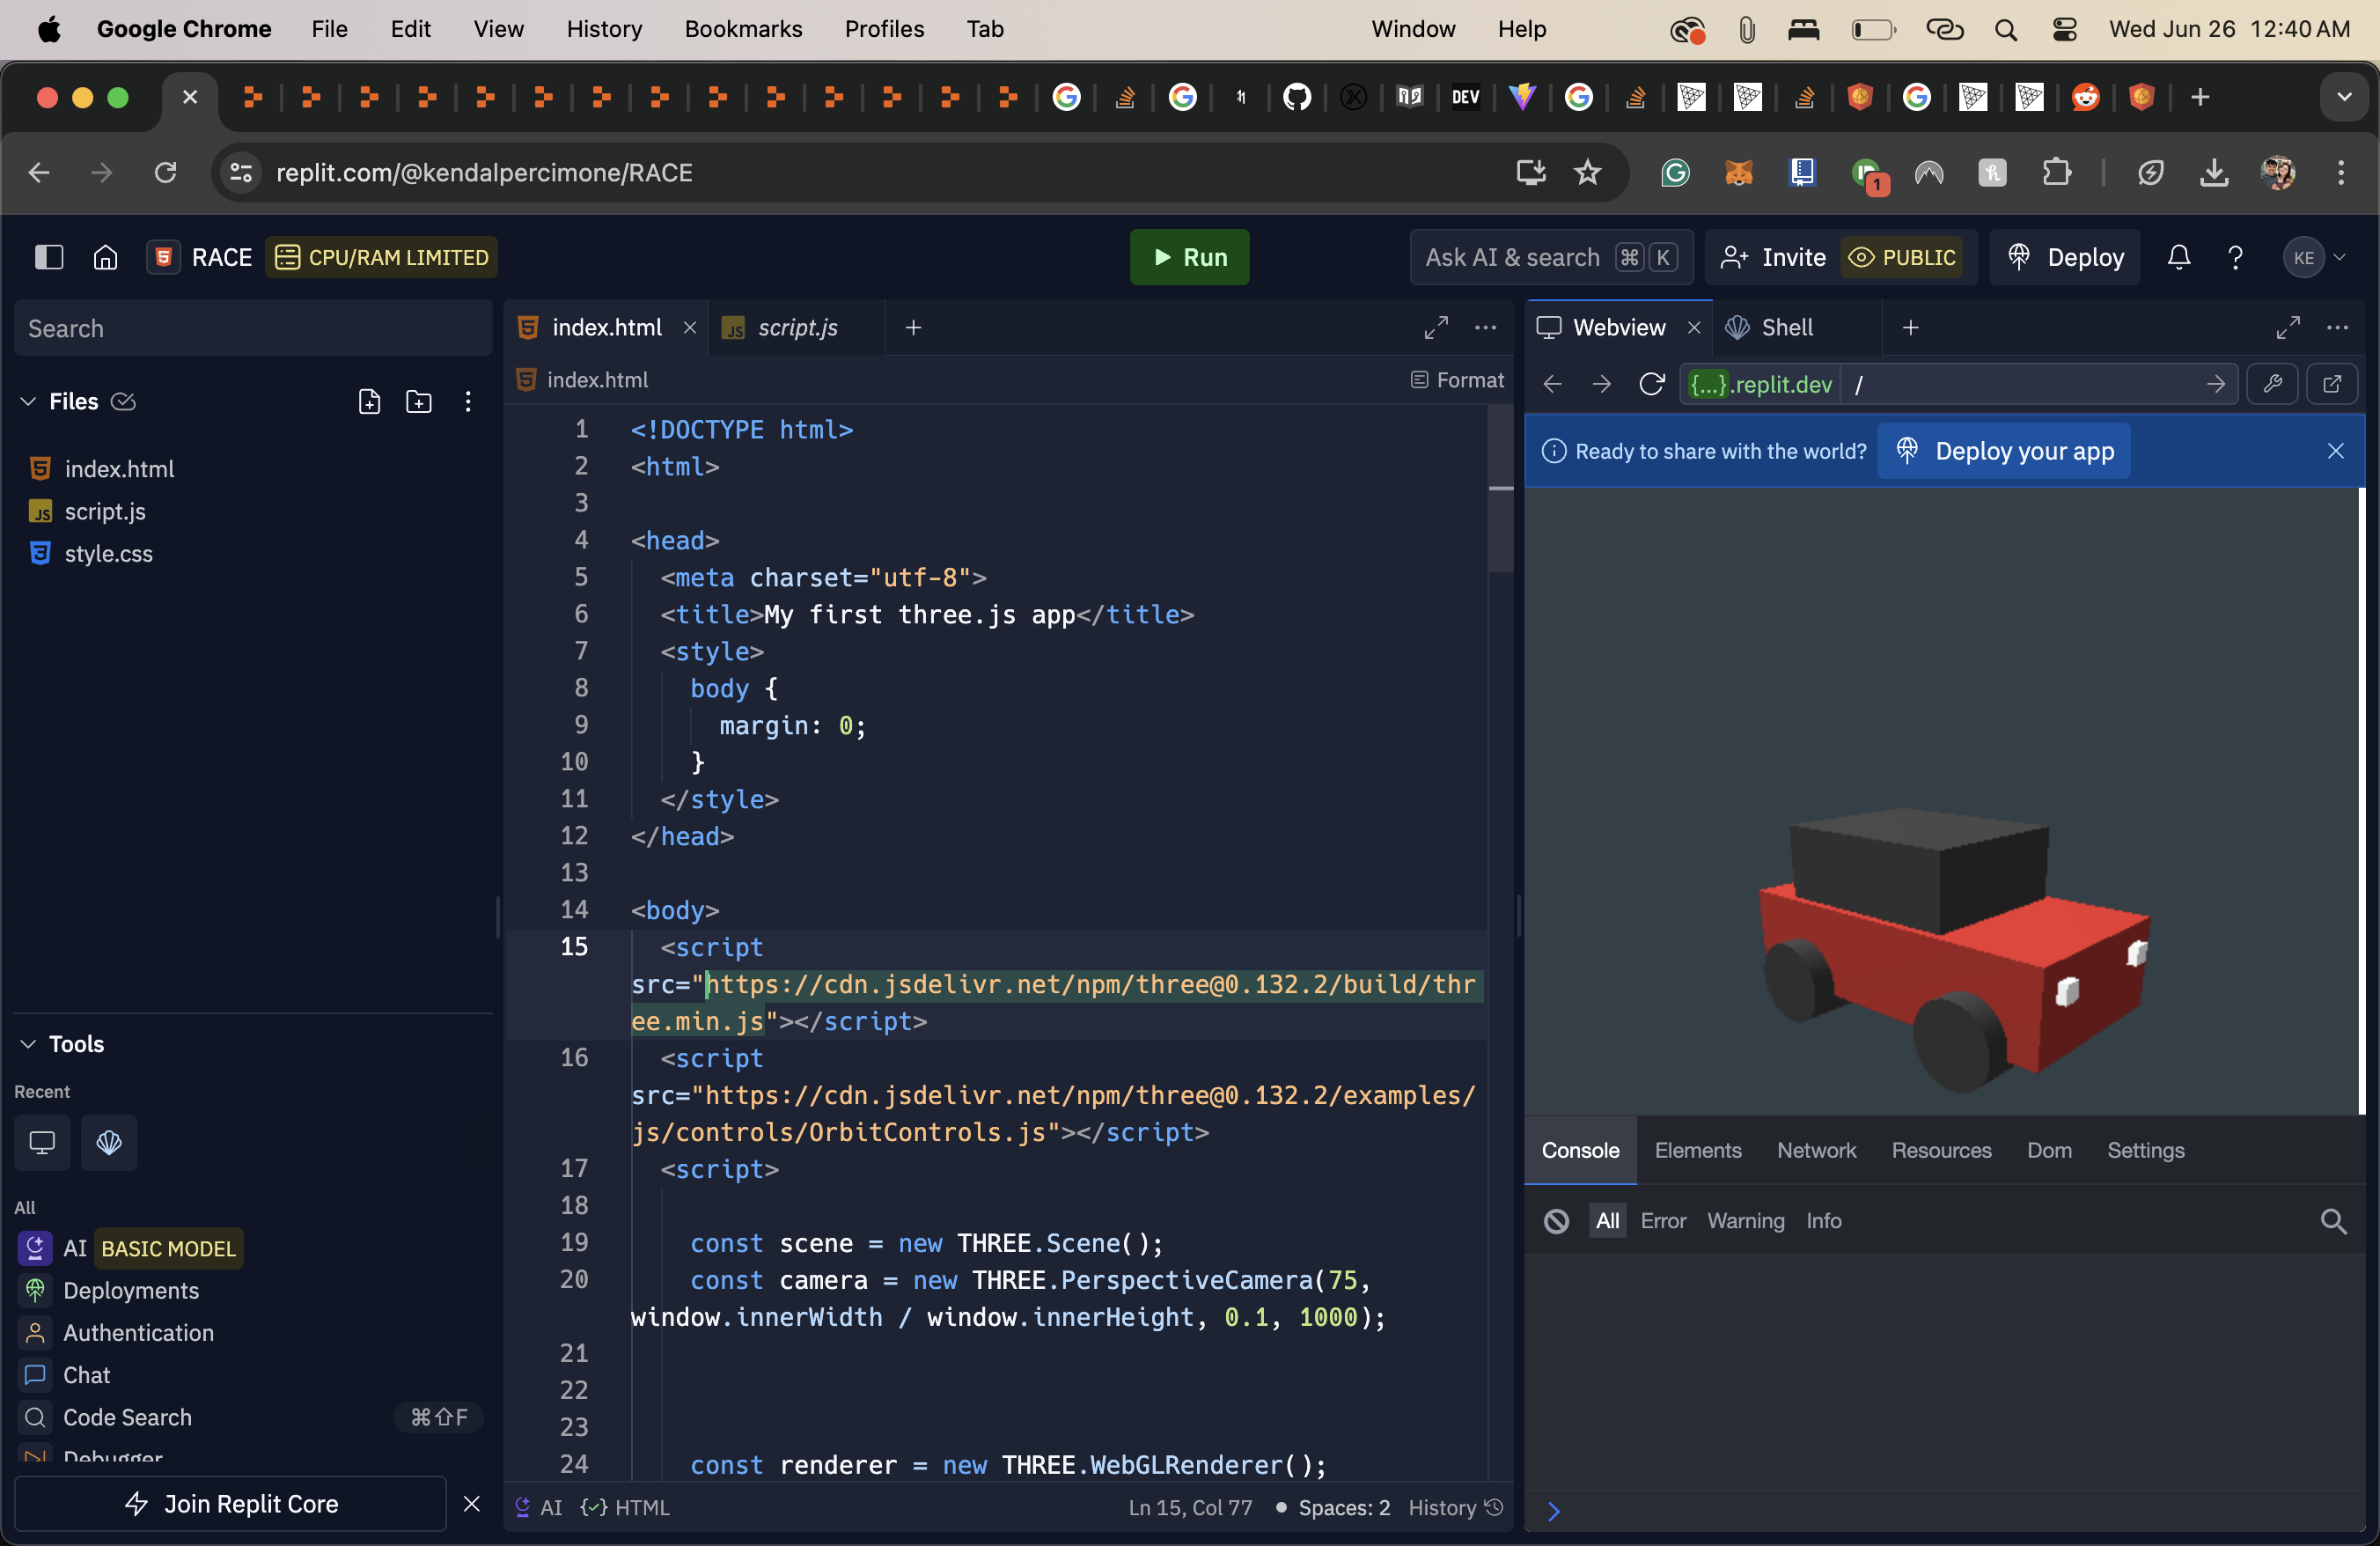 Google Chrome File Edit View History Bookmarks Profiles Tab Window Help Wed Jun 26 12:40 AM
DEV
replit.com/@kendalpercimone/RACE
1
RACE CPU/RAM LIMITED Run Ask AI & search ⌘ K Invite PUBLIC Deploy ? KE
Search
Files
index.html
script.js
style.css
Tools
Recent
All
AI BASIC MODEL
Deployments
Authentication
Chat
Code Search ⌘⇧F
Debugger
Join Replit Core
index.html JS script.js
index.html Format
1 <!DOCTYPE html>
2 <html>
3
4 <head>
5 <meta charset="utf-8">
6 <title>My first three.js app</title>
7 <style>
8 body {
9 margin: 0;
10 }
11 </style>
12 </head>
13
14 <body>
15 <script
src="https://cdn.jsdelivr.net/npm/three@0.132.2/build/thr
ee.min.js"></script>
16 <script
src="https://cdn.jsdelivr.net/npm/three@0.132.2/examples/
js/controls/OrbitControls.js"></script>
17 <script>
18
19 const scene = new THREE.Scene();
20 const camera = new THREE.PerspectiveCamera(75,
window.innerWidth / window.innerHeight, 0.1, 1000);
21
22
23
24 const renderer = new THREE.WebGLRenderer();
AI HTML Ln 15, Col 77 Spaces: 2 History
Webview Shell
{...}.replit.dev /
Ready to share with the world? Deploy your app
Console Elements Network Resources Dom Settings
All Error Warning Info